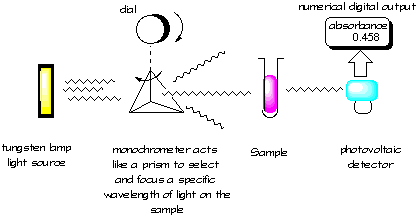 dial
numerical digital output
absorbance
0.458
tungsten lamp
light source
monochrometer acts
like a prism to select
and focus a specific
wavelength of light on the
sample
Sample
photovoltaic
detector